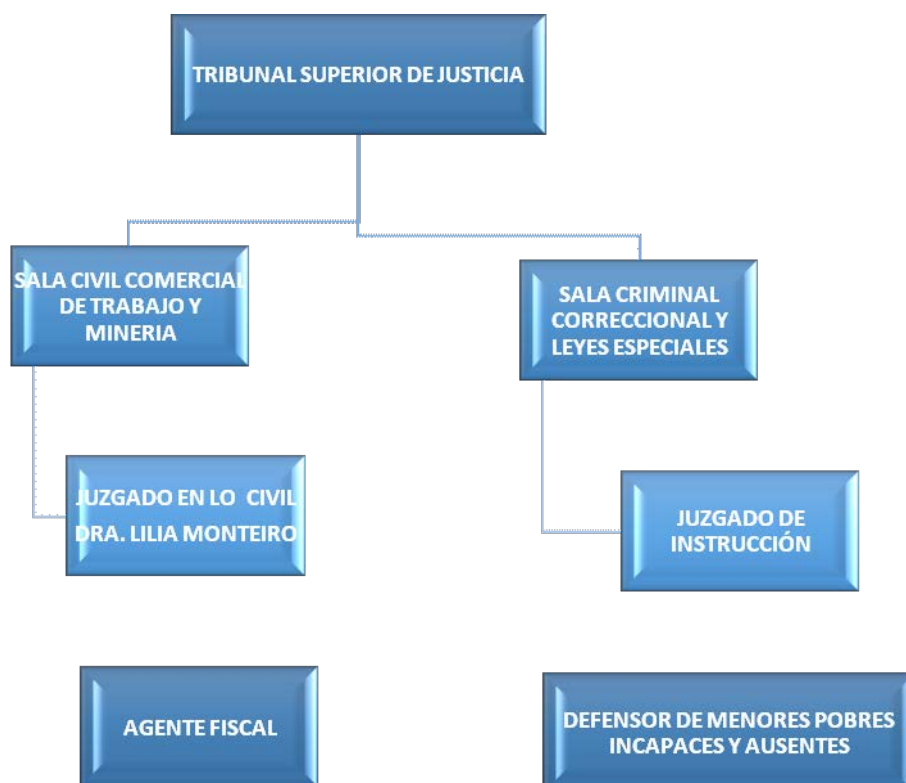 TRIBUNAL SUPERIOR DE JUSTICIA
SALA CIVIL COMERCIAL
DE TRABAJO Y
MINERIA
SALA CRIMINAL
CORRECCIONAL Y
LEYES ESPECIALES
JUZGADO EN LO CIVIL
DRA. LILIA MONTEIRO
JUZGADO DE
INSTRUCCIÓN
AGENTE FISCAL
DEFENSOR DE MENORES POBRES
INCAPACES Y AUSENTES